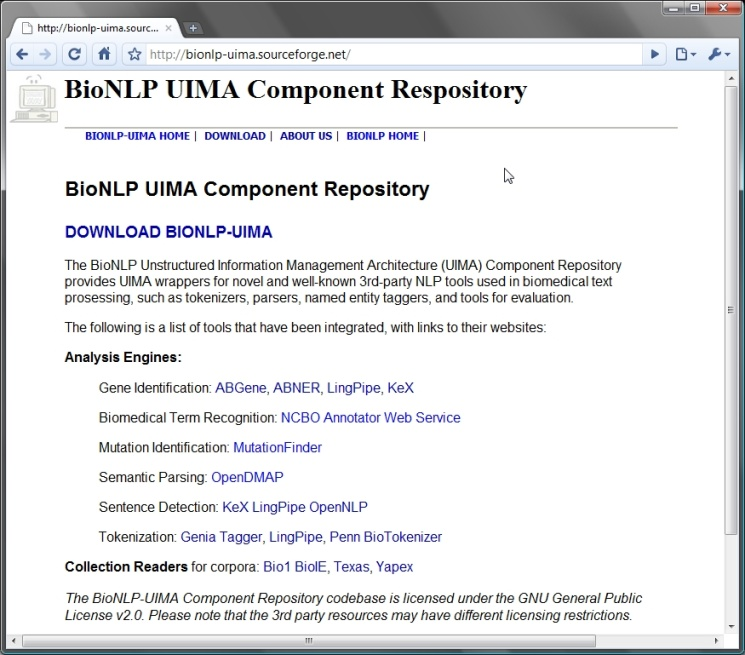 http://bionlp-uima.sourc...
http://bionlp-uima.sourceforge.net/
BioNLP UIMA Component Respository
BIONLP-UIMA HOME | DOWNLOAD | ABOUT US | BIONLP HOME |
BioNLP UIMA Component Repository
DOWNLOAD BIONLP-UIMA
The BioNLP Unstructured Information Management Architecture (UIMA) Component Repository
provides UIMA wrappers for novel and well-known 3rd-party NLP tools used in biomedical text
prosessing, such as tokenizers, parsers, named entity taggers, and tools for evaluation.
The following is a list of tools that have been integrated, with links to their websites:
Analysis Engines:
Gene Identification: ABGene, ABNER, LingPipe, KeX
Biomedical Term Recognition: NCBO Annotator Web Service
Mutation Identification: MutationFinder
Semantic Parsing: OpenDMAP
Sentence Detection: KeX LingPipe OpenNLP
Tokenization: Genia Tagger, LingPipe, Penn BioTokenizer
Collection Readers for corpora: Bio1 BioIE, Texas, Yapex
The BioNLP-UIMA Component Repository codebase is licensed under the GNU General Public
License v2.0. Please note that the 3rd party resources may have different licensing restrictions.